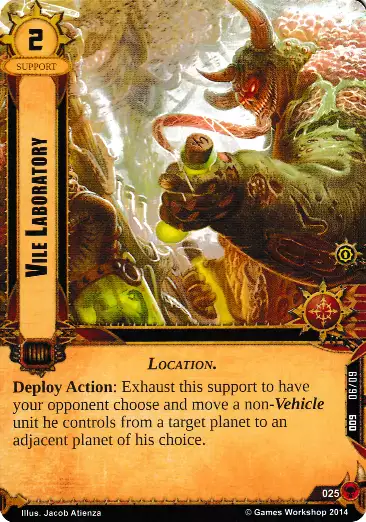 2
SUPPORT
VILE LABORATORY
LOCATION.
Deploy Action: Exhaust this support to have
your opponent choose and move a non-Vehicle
unit he controls from a target planet to an
adjacent planet of his choice.
025
Illus. Jacob Atienza
© Games Workshop 2014